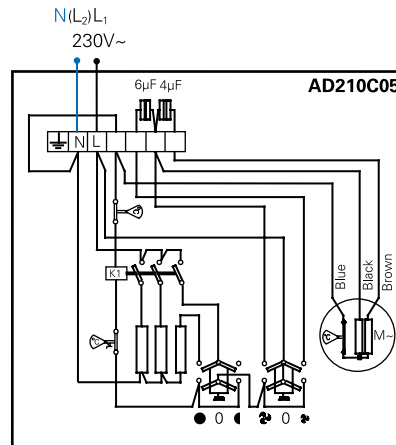 N(L₂)L₁
230V~
6µF 4µF
AD210C05
N L
K1
Blue
Black
Brown
M~
0 0